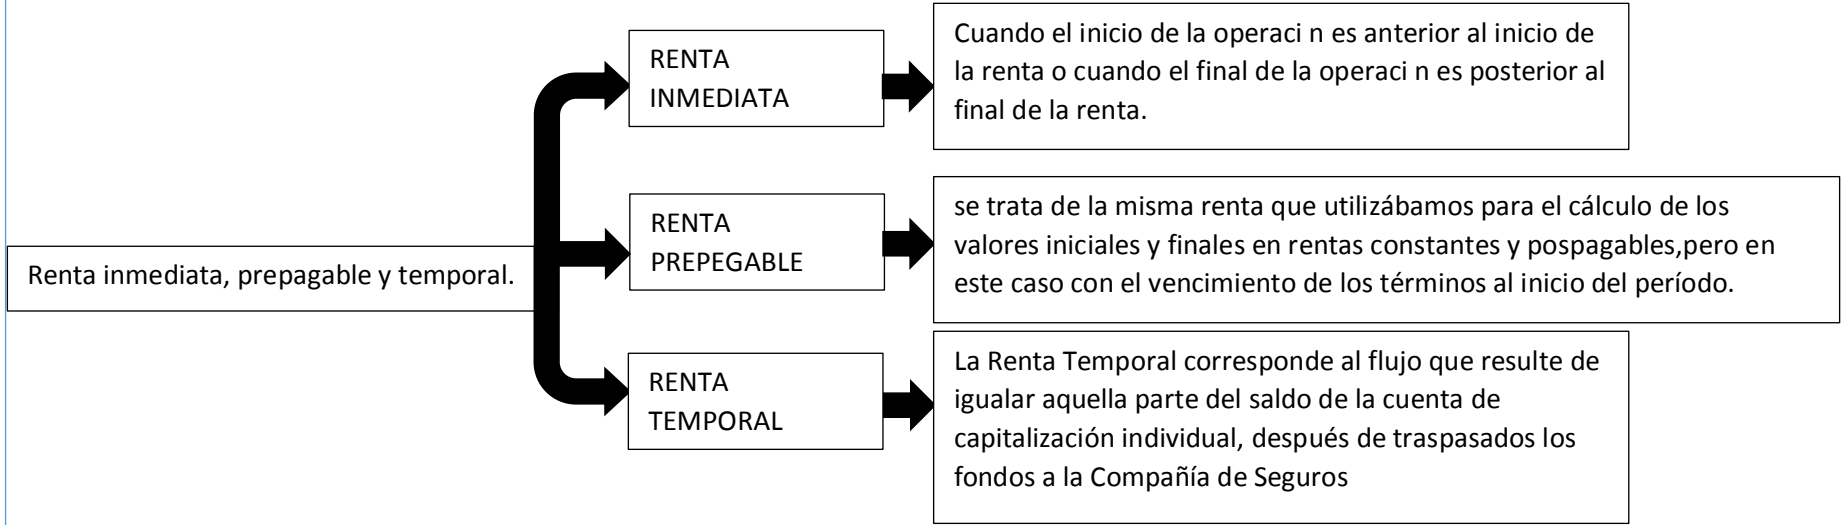 Renta inmediata, prepagable y temporal.
RENTA
INMEDIATA
Cuando el inicio de la operaci n es anterior al inicio de
la renta o cuando el final de la operaci n es posterior al
final de la renta.
RENTA
PREPEGABLE
se trata de la misma renta que utilizábamos para el cálculo de los
valores iniciales y finales en rentas constantes y pospagables,pero en
este caso con el vencimiento de los términos al inicio del período.
RENTA
TEMPORAL
La Renta Temporal corresponde al flujo que resulte de
igualar aquella parte del saldo de la cuenta de
capitalización individual, después de traspasados los
fondos a la Compañía de Seguros